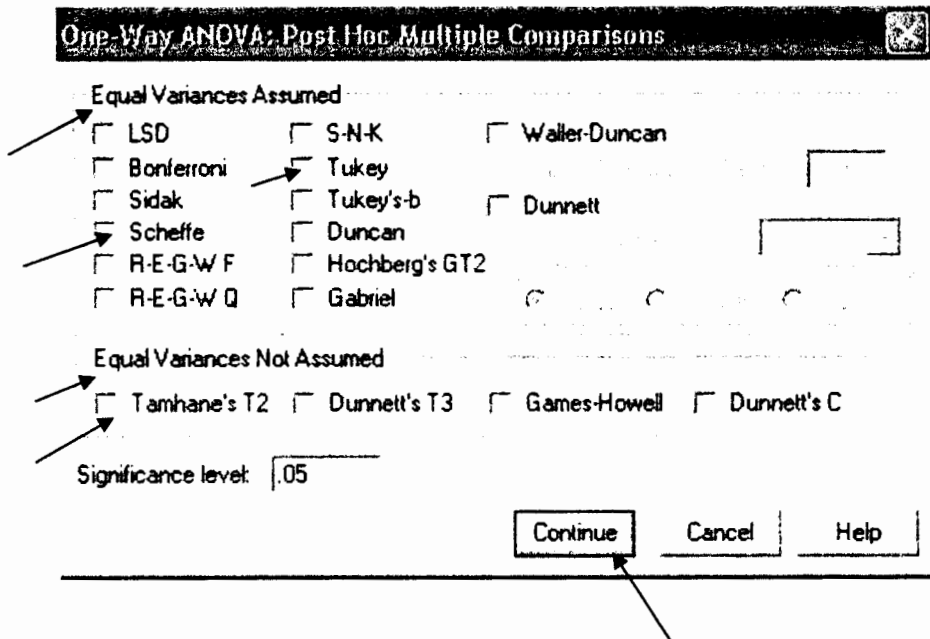 One-Way ANOVA: Post Hoc Multiple Comparisons
Equal Variances Assumed
LSD S-N-K Waller-Duncan
Bonferroni Tukey
Sidak Tukey's-b Dunnett
Scheffe Duncan
R-E-G-W F Hochberg's GT2
R-E-G-W Q Gabriel
Equal Variances Not Assumed
Tamhane's T2 Dunnett's T3 Games-Howell Dunnett's C
Significance level: .05
Continue Cancel Help